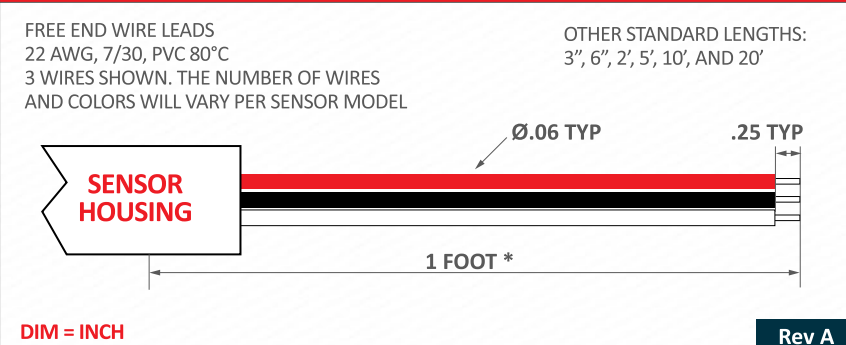 FREE END WIRE LEADS
22 AWG, 7/30, PVC 80°C
3 WIRES SHOWN. THE NUMBER OF WIRES
AND COLORS WILL VARY PER SENSOR MODEL
OTHER STANDARD LENGTHS:
3”, 6”, 2’, 5’, 10’, AND 20’
Ø.06 TYP
.25 TYP
SENSOR
HOUSING
1 FOOT *
DIM = INCH
Rev A